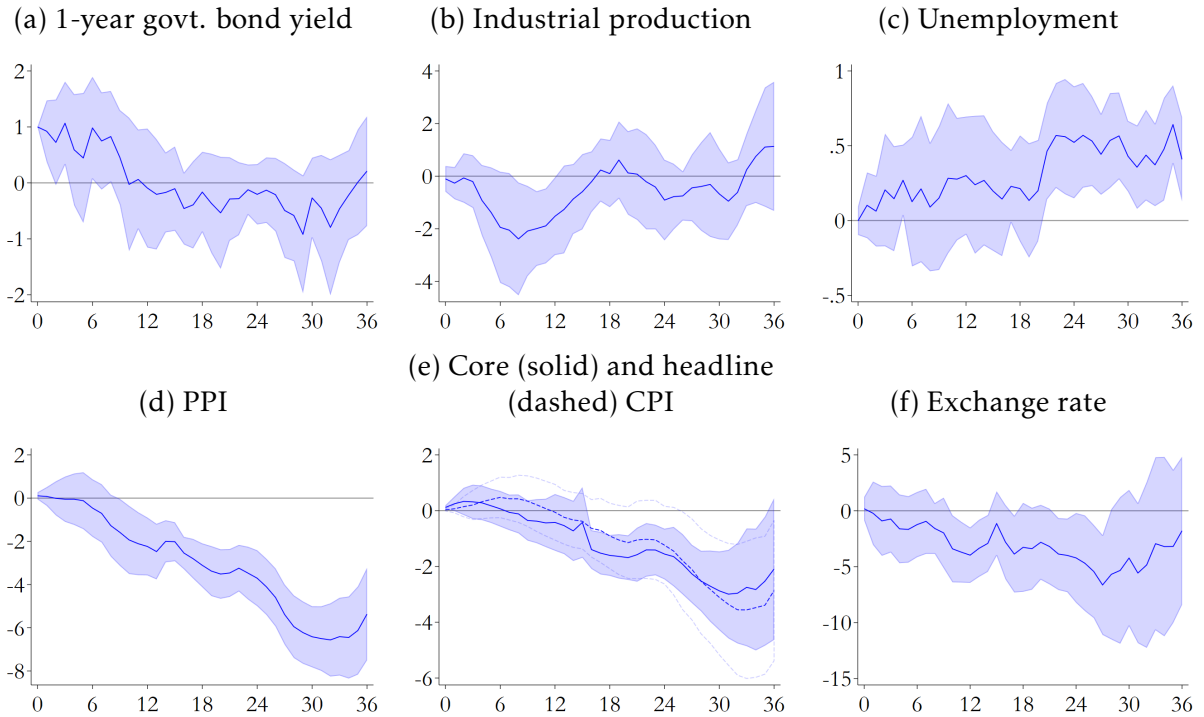 (a) 1-year govt. bond yield
2
1
0
-1
-2
0 6 12 18 24 30 36
(b) Industrial production
4
2
0
-2
-4
0 6 12 18 24 30 36
(c) Unemployment
1
.5
0
-.5
0 6 12 18 24 30 36
(d) PPI
2
0
-2
-4
-6
-8
0 6 12 18 24 30 36
(e) Core (solid) and headline
(dashed) CPI
2
0
-2
-4
-6
0 6 12 18 24 30 36
(f) Exchange rate
5
0
-5
-10
-15
0 6 12 18 24 30 36